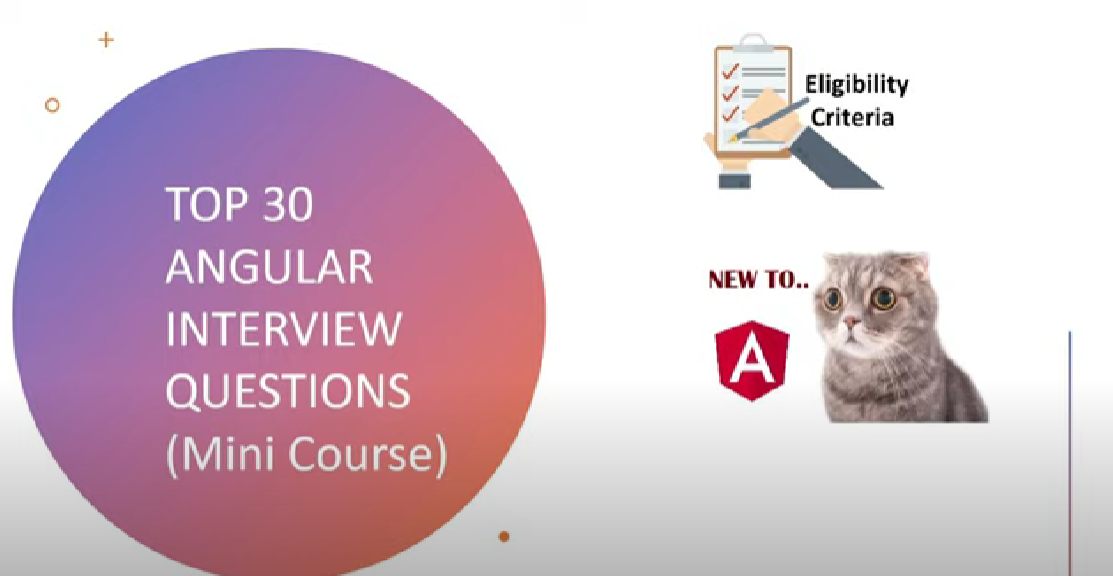 TOP 30
ANGULAR
INTERVIEW
QUESTIONS
(Mini Course)
Eligibility
Criteria
NEW TO..
A